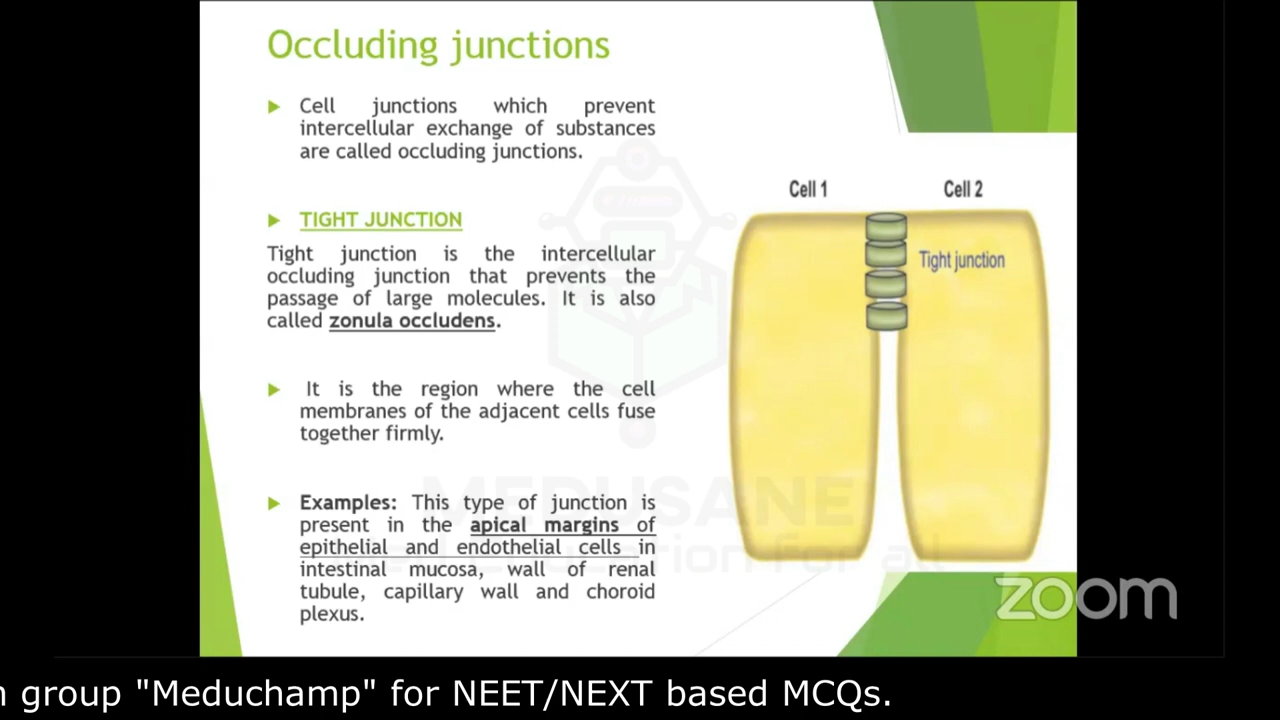 Occluding junctions
Cell junctions which prevent
intercellular exchange of substances
are called occluding junctions.
TIGHT JUNCTION
Tight junction is the intercellular
occluding junction that prevents the
passage of large molecules. It is also
called zonula occludens.
It is the region where the cell
membranes of the adjacent cells fuse
together firmly.
Examples: This type of junction is
present in the apical margins of
epithelial and endothelial cells in
intestinal mucosa, wall of renal
tubule, capillary wall and choroid
plexus.
Cell 1
Cell 2
Tight junction
MEDUSANE
for all
zoom
group "Meduchamp" for NEET/NEXT based MCQs.